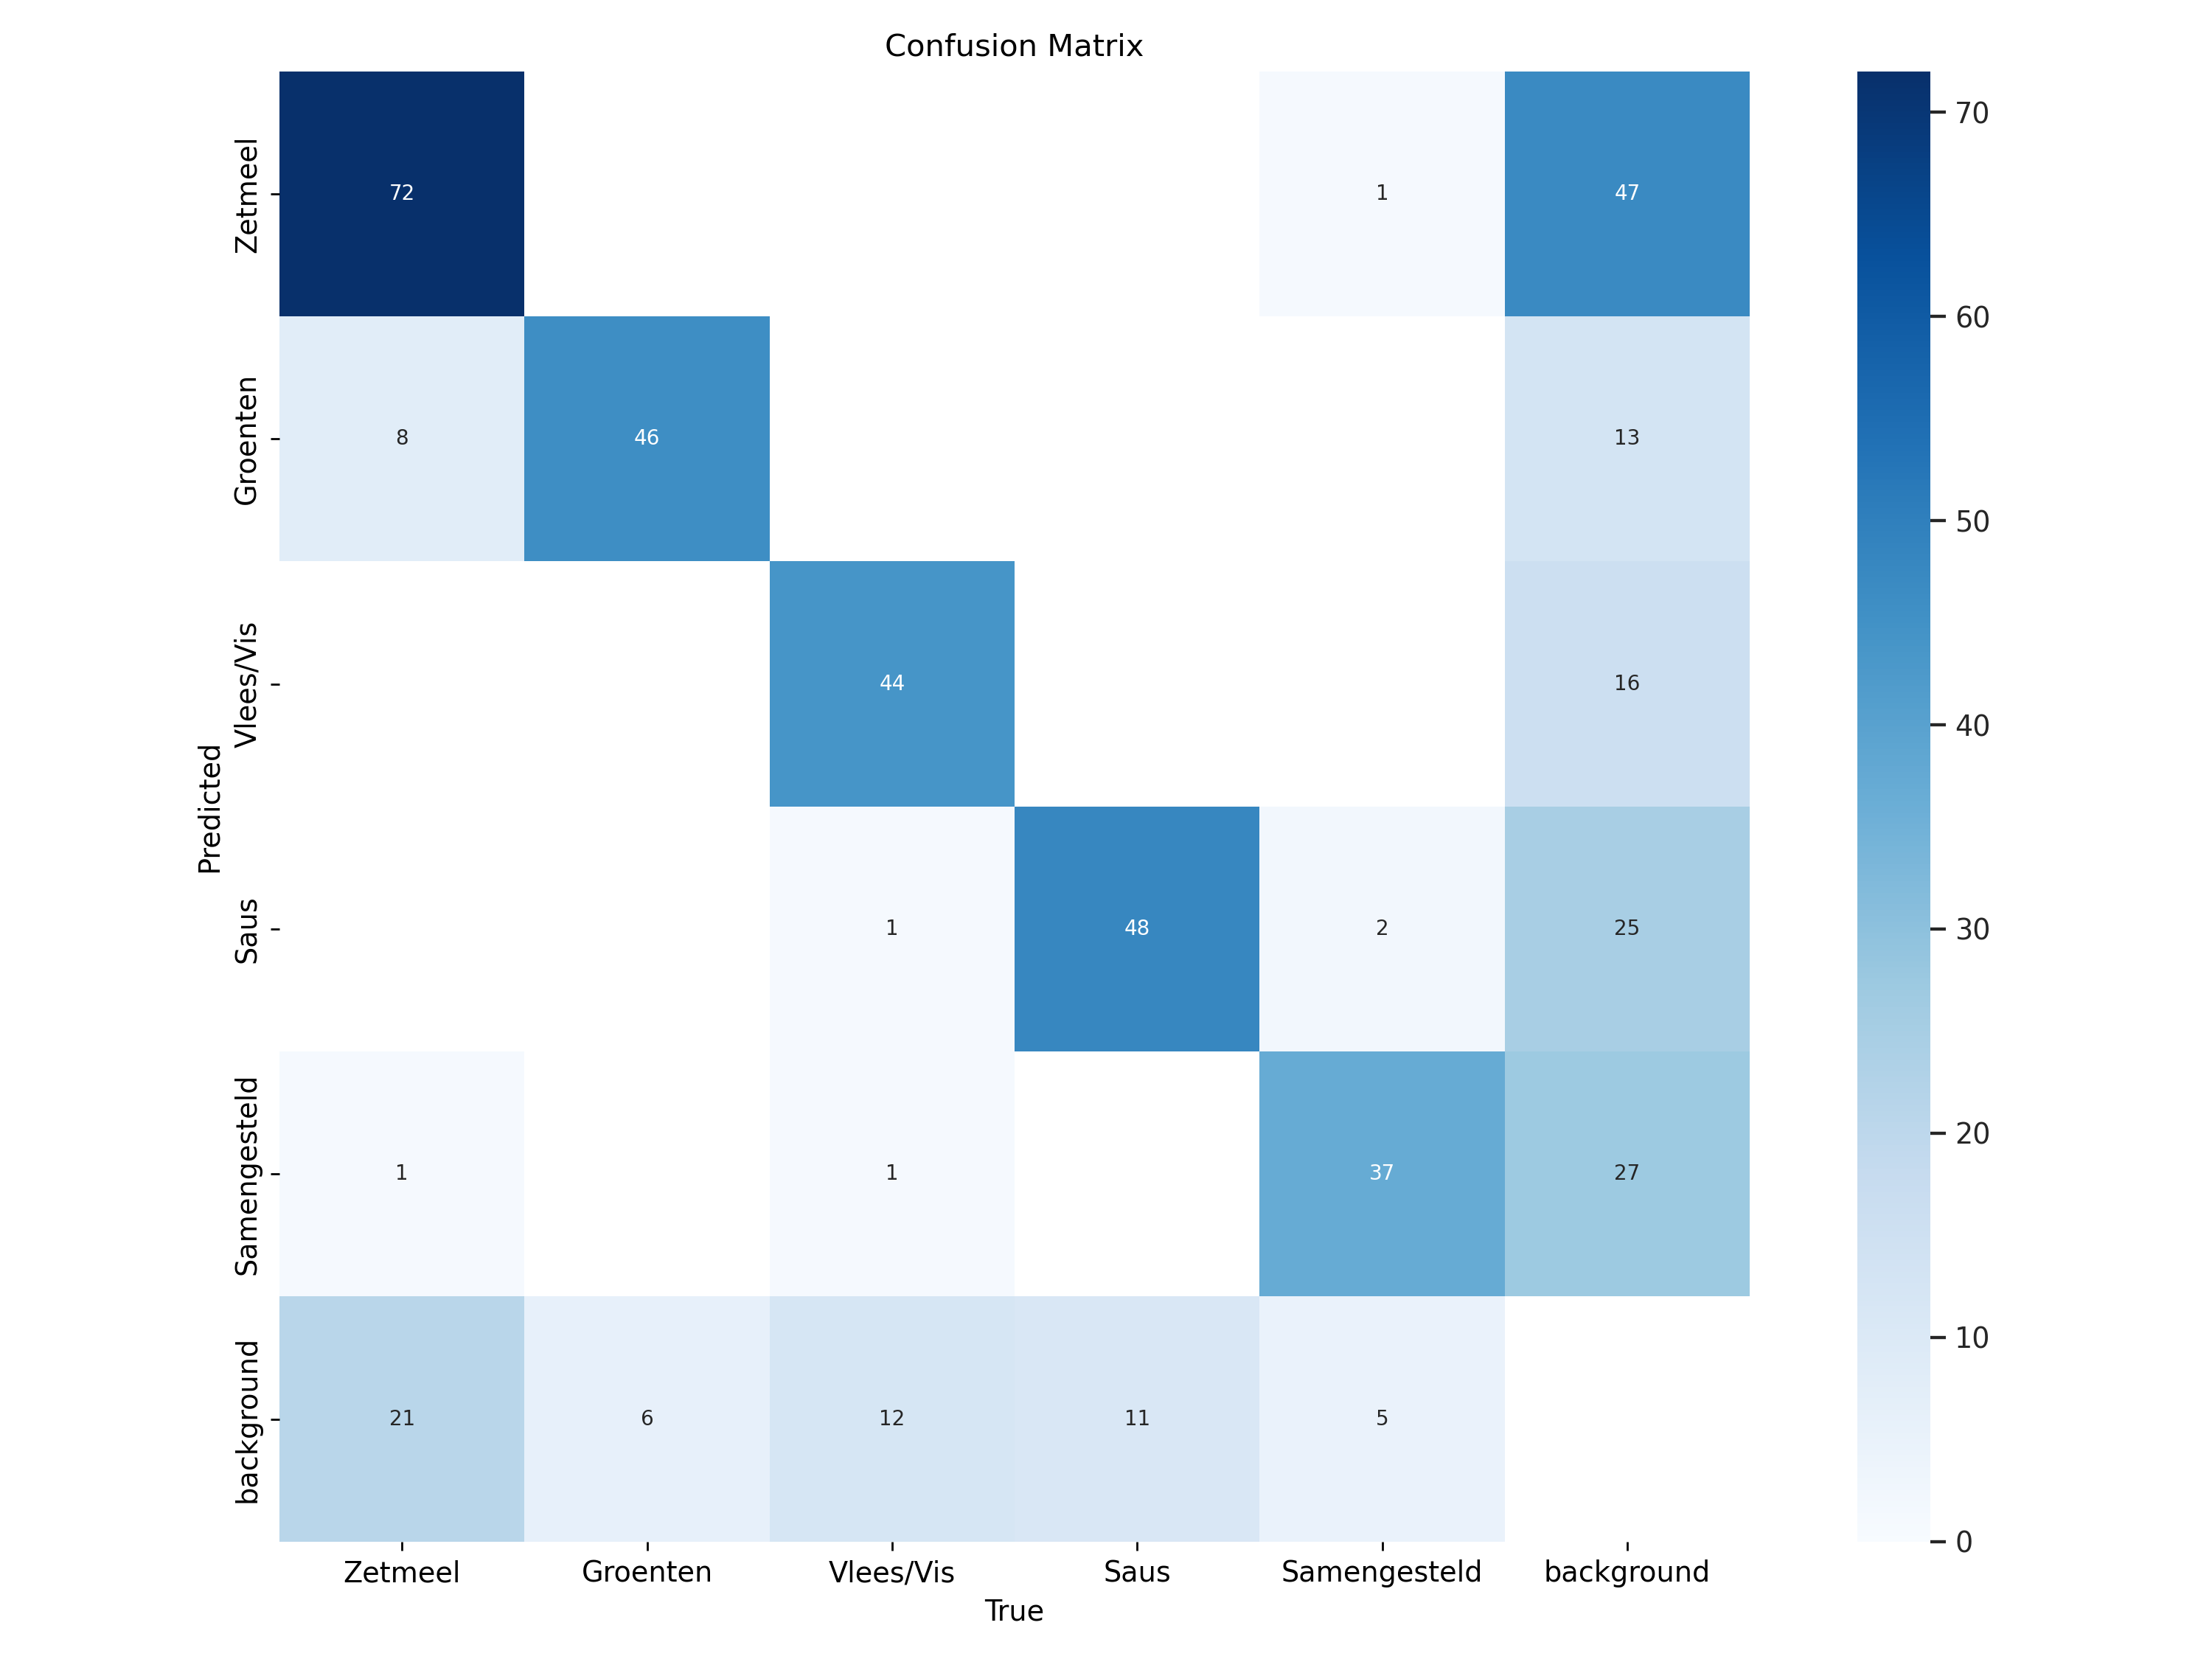 Confusion Matrix
Zetmeel
72
1
47
70
60
Groenten
8
46
13
50
Vlees/Vis
44
16
40
Predicted
Saus
1
48
2
25
30
Samengesteld
1
1
37
27
20
background
21
6
12
11
5
10
0
Zetmeel Groenten Vlees/Vis Saus Samengesteld background
True